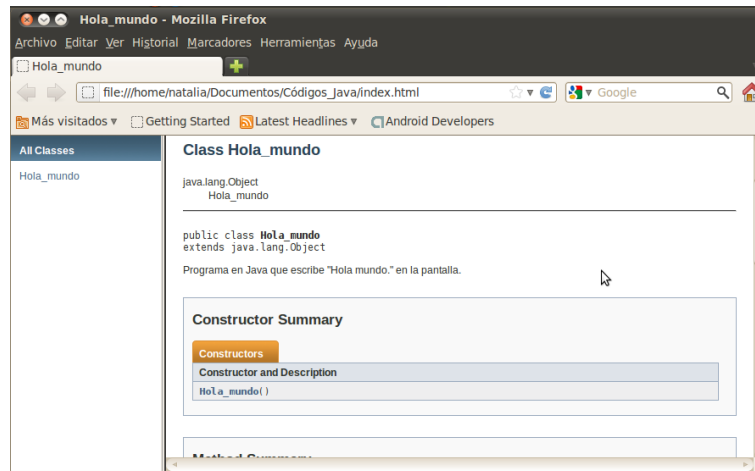 Hola_mundo - Mozilla Firefox
Archivo Editar Ver Historial Marcadores Herramientas Ayuda
Hola_mundo
file:///home/natalia/Documentos/Códigos_Java/index.html
Google
Más visitados Getting Started Latest Headlines Android Developers
All Classes
Hola_mundo
Class Hola_mundo
java.lang.Object
Hola_mundo
public class Hola_mundo
extends java.lang.Object
Programa en Java que escribe "Hola mundo." en la pantalla.
Constructor Summary
Constructors
Constructor and Description
Hola_mundo()
Method Summary